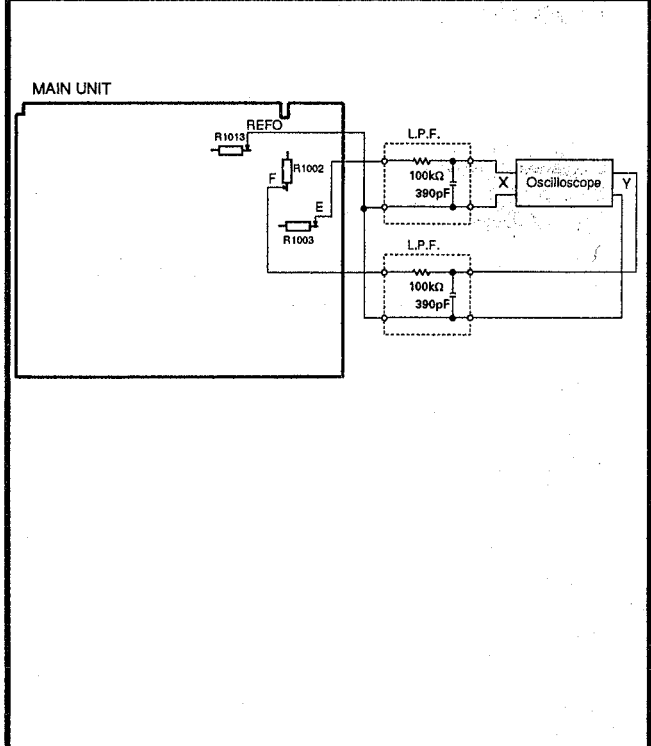 MAIN UNIT
REFO
R1013
L.P.F.
F
R1002
100kΩ
390pF
X
Oscilloscope
Y
E
R1003
L.P.F.
100kΩ
390pF